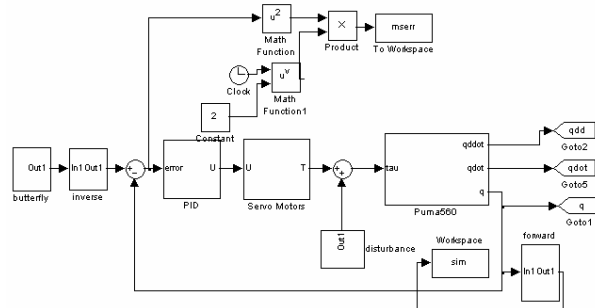 u²
Math
Function
×
Product
mserr
To Workspace
Clock
uᵛ
Math
Function1
2
Constant
qdd
Goto2
Out1
butterfly
In1 Out1
inverse
+
−
error
U
PID
U
T
Servo Motors
+
+
tau
qddot
qdot
q
Puma560
qdot
Goto5
q
Goto1
Out1
disturbance
Workspace
sim
forward
In1 Out1